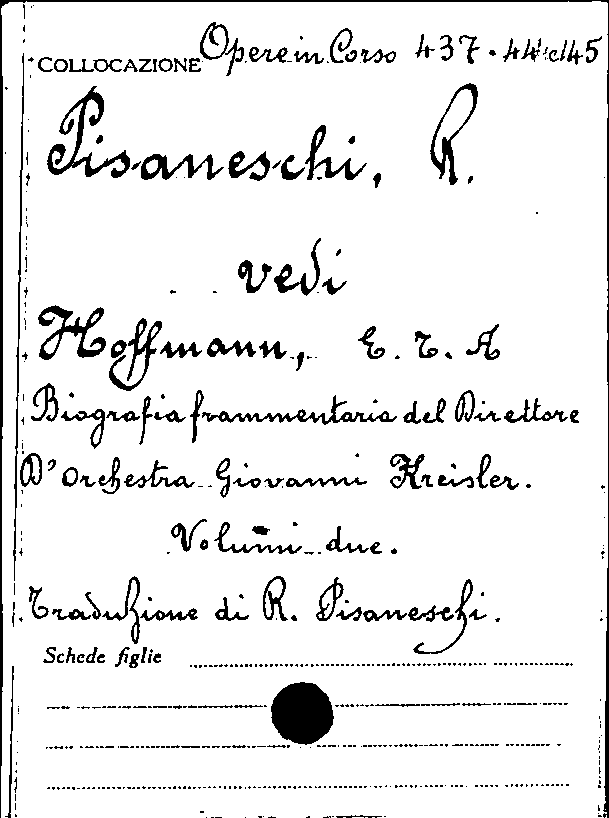 COLLOCAZIONE Opere in Corso 437 - 44
Pisaneschi, R.
vedi
Hoffmann, E. T. A
Biografia frammentaria del Direttore
D'Orchestra Giovanni Kreisler.
Volumi due.
Traduzione di R. Pisaneschi.
Schede figlie